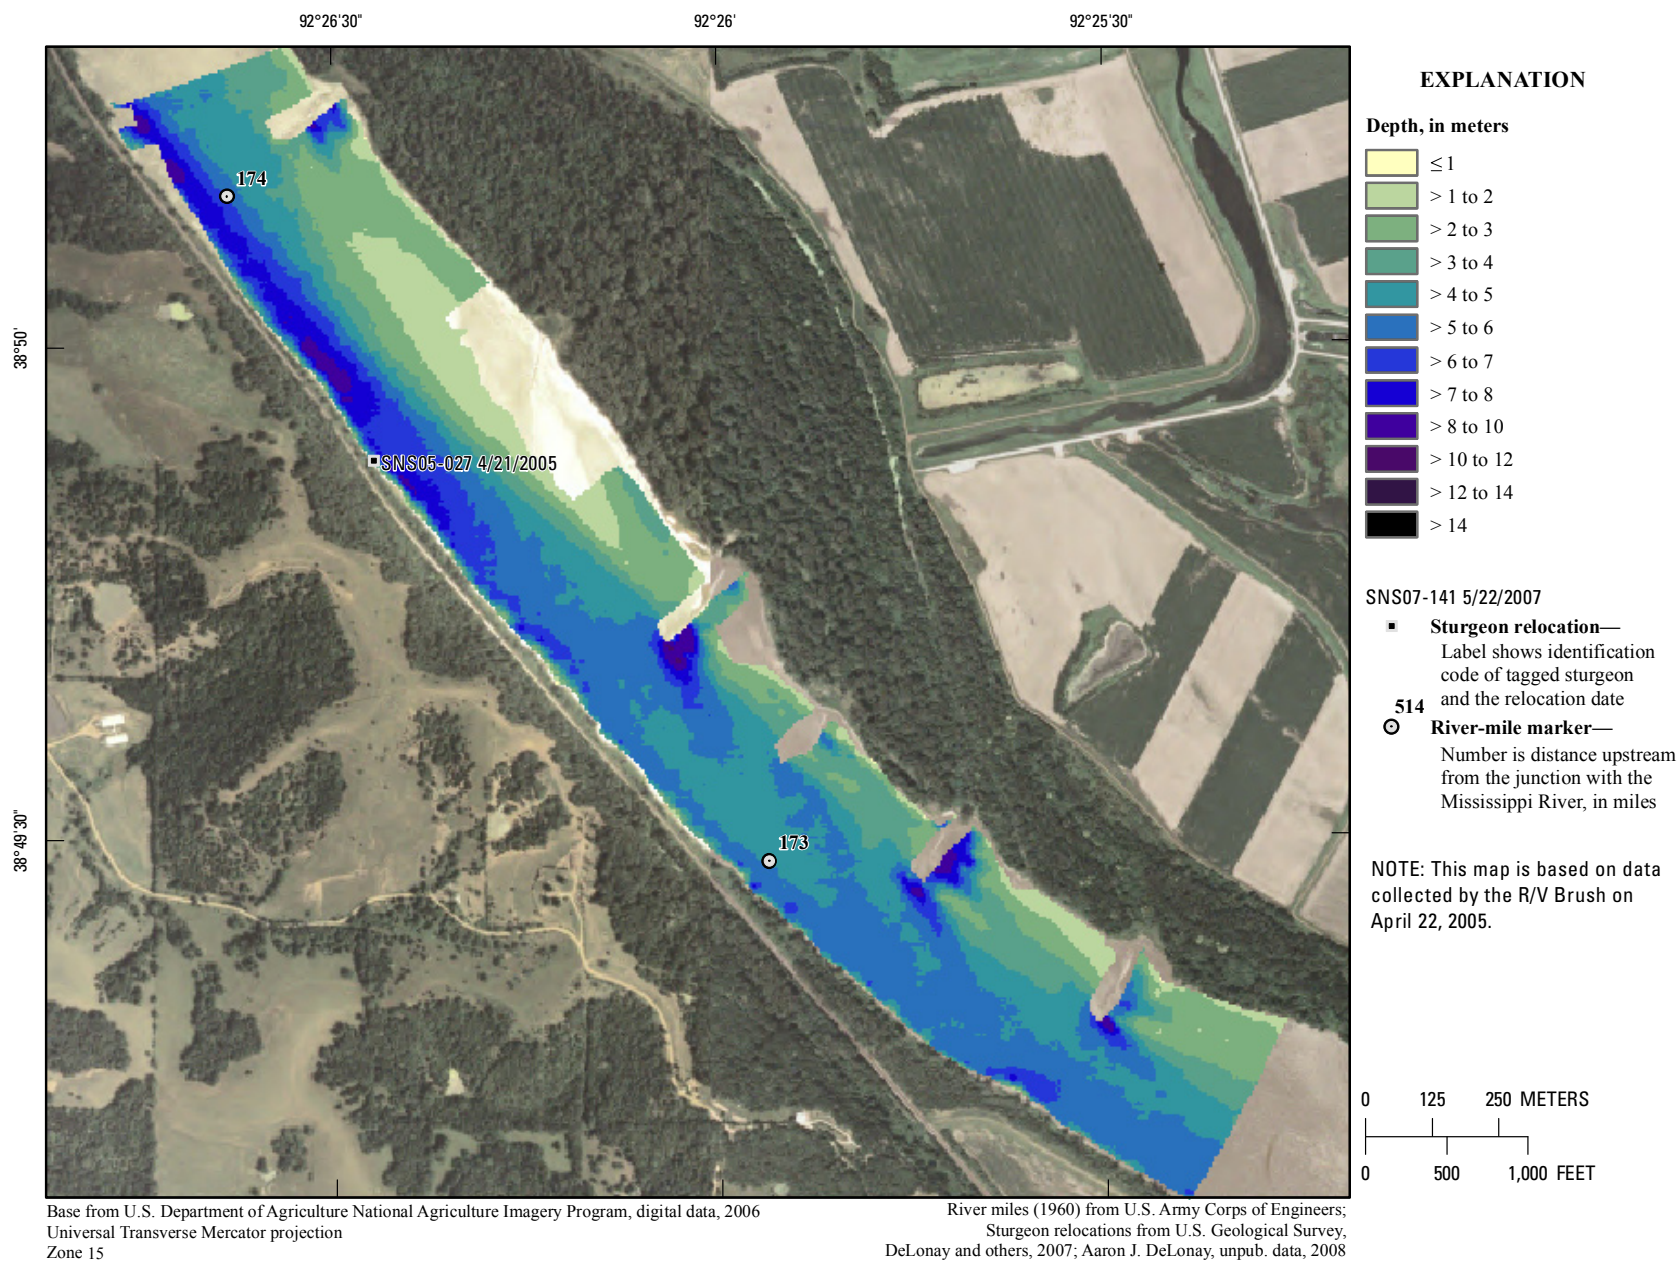 92°26'30"
92°26'
92°25'30"
38°50'
38°49'30"
174
SNS05-027 4/21/2005
173
EXPLANATION
Depth, in meters
≤ 1
> 1 to 2
> 2 to 3
> 3 to 4
> 4 to 5
> 5 to 6
> 6 to 7
> 7 to 8
> 8 to 10
> 10 to 12
> 12 to 14
> 14
SNS07-141 5/22/2007
Sturgeon relocation—
Label shows identification
code of tagged sturgeon
and the relocation date
514
River-mile marker—
Number is distance upstream
from the junction with the
Mississippi River, in miles
NOTE: This map is based on data
collected by the R/V Brush on
April 22, 2005.
0 125 250 METERS
0 500 1,000 FEET
Base from U.S. Department of Agriculture National Agriculture Imagery Program, digital data, 2006
Universal Transverse Mercator projection
Zone 15
River miles (1960) from U.S. Army Corps of Engineers;
Sturgeon relocations from U.S. Geological Survey,
DeLonay and others, 2007; Aaron J. DeLonay, unpub. data, 2008